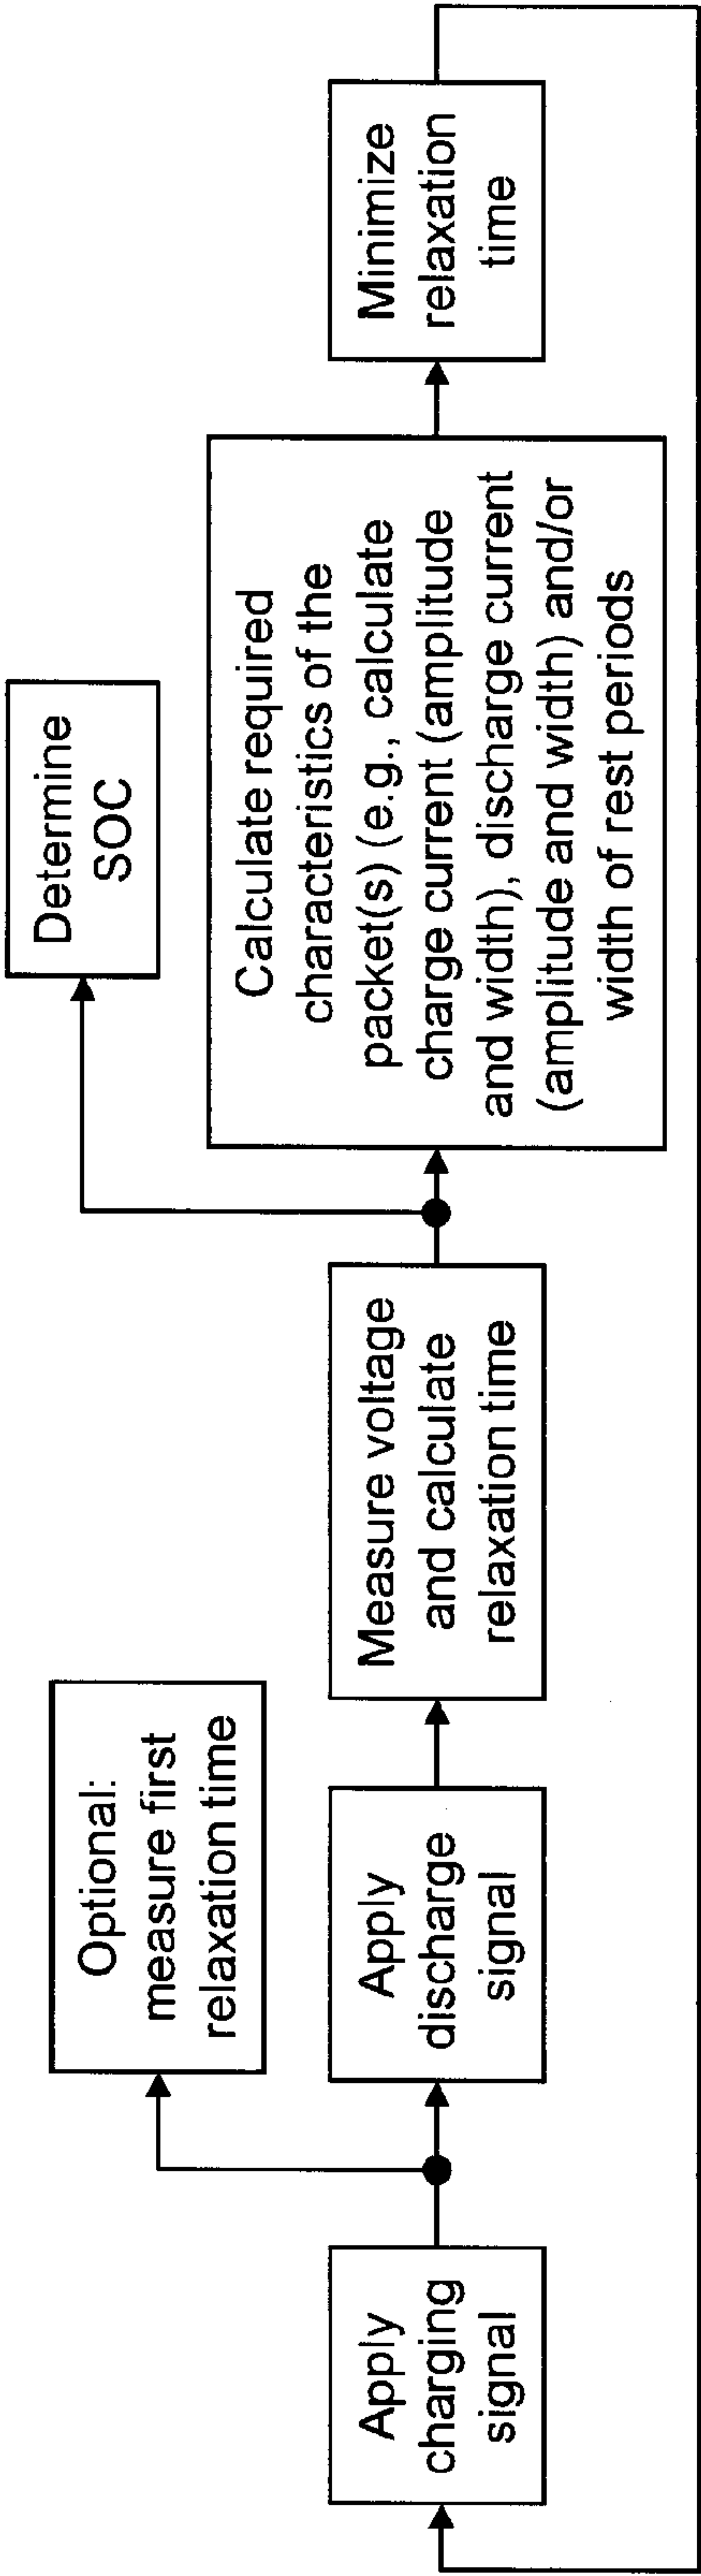 Apply
charging
signal
Optional:
measure first
relaxation time
Apply
discharge
signal
Measure voltage
and calculate
relaxation time
Determine
SOC
Calculate required
characteristics of the
packet(s) (e.g., calculate
charge current (amplitude
and width), discharge current
(amplitude and width) and/or
width of rest periods
Minimize
relaxation
time